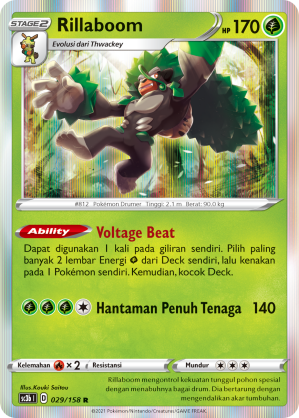 STAGE2 Rillaboom HP 170
Evolusi dari Thwackey
#812 Pokémon Drumer Tinggi: 2.1 m Berat: 90.0 kg
Ability Voltage Beat
Dapat digunakan 1 kali pada giliran sendiri. Pilih paling
banyak 2 lembar Energi dari Deck sendiri, lalu kenakan
pada 1 Pokémon sendiri. Kemudian, kocok Deck.
Hantaman Penuh Tenaga 140
Kelemahan × 2 Resistansi Mundur
Illus. Kouki Saitou
sc3b I D 029/158 R
Rillaboom mengontrol kekuatan tunggul pohon spesial
dengan menabuhnya bagai drum. Dia bertarung dengan
memanipulasi akarnya.
©2021 Pokémon/Nintendo/Creatures/GAME FREAK.